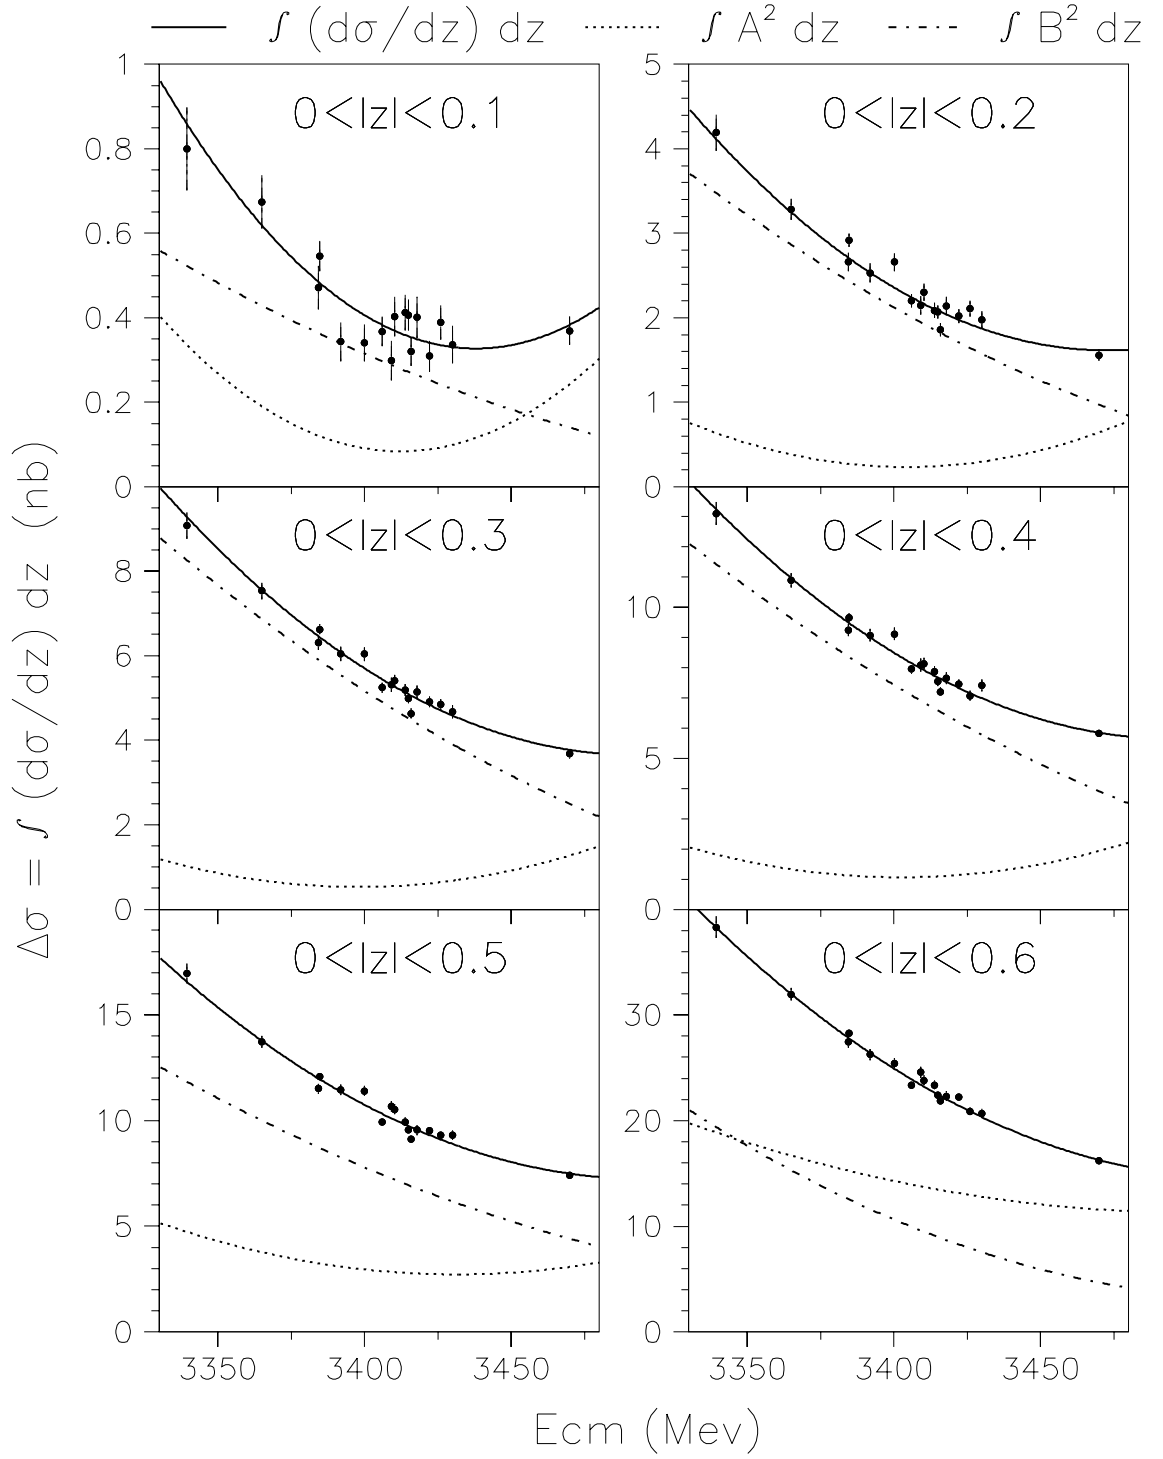 ∫ (dσ/dz) dz ∫ A² dz ∫ B² dz
0<|z|<0.1
1
0.8
0.6
0.4
0.2
0
0<|z|<0.2
5
4
3
2
1
0
0<|z|<0.3
8
6
4
2
0
0<|z|<0.4
10
5
0
0<|z|<0.5
15
10
5
0
0<|z|<0.6
30
20
10
0
3350 3400 3450
3350 3400 3450
Δσ = ∫ (dσ/dz) dz (nb)
Ecm (Mev)